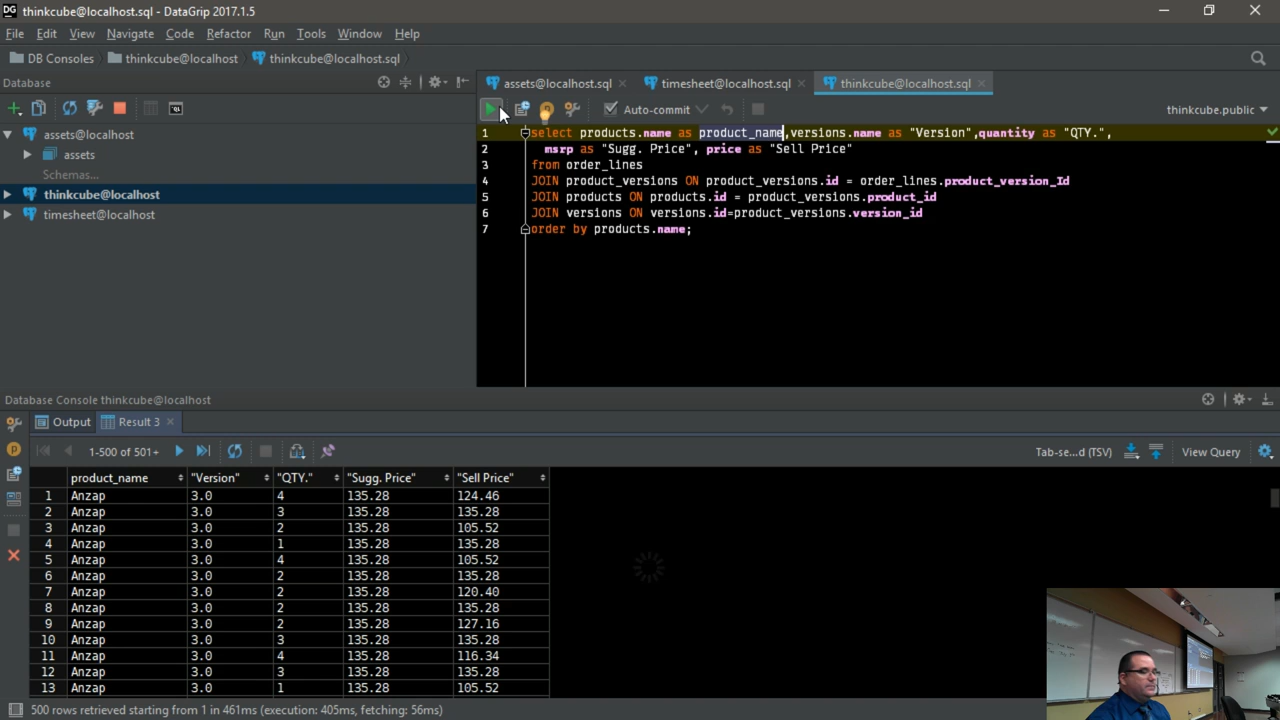 DG thinkcube@localhost.sql - DataGrip 2017.1.5
File Edit View Navigate Code Refactor Run Tools Window Help
DB Consoles thinkcube@localhost thinkcube@localhost.sql
Database
assets@localhost.sql timesheet@localhost.sql thinkcube@localhost.sql
Auto-commit thinkcube.public
assets@localhost
assets
Schemas...
thinkcube@localhost
timesheet@localhost
1 select products.name as product_name,versions.name as "Version",quantity as "QTY.",
2 msrp as "Sugg. Price", price as "Sell Price"
3 from order_lines
4 JOIN product_versions ON product_versions.id = order_lines.product_version_Id
5 JOIN products ON products.id = product_versions.product_id
6 JOIN versions ON versions.id=product_versions.version_id
7 order by products.name;
Database Console thinkcube@localhost
Output Result 3
1-500 of 501+ Tab-se...d (TSV) View Query
product_name "Version" "QTY." "Sugg. Price" "Sell Price"
1 Anzap 3.0 4 135.28 124.46
2 Anzap 3.0 3 135.28 135.28
3 Anzap 3.0 2 135.28 105.52
4 Anzap 3.0 1 135.28 135.28
5 Anzap 3.0 4 135.28 105.52
6 Anzap 3.0 2 135.28 135.28
7 Anzap 3.0 2 135.28 120.40
8 Anzap 3.0 2 135.28 135.28
9 Anzap 3.0 2 135.28 127.16
10 Anzap 3.0 3 135.28 135.28
11 Anzap 3.0 4 135.28 116.34
12 Anzap 3.0 3 135.28 135.28
13 Anzap 3.0 1 135.28 105.52
500 rows retrieved starting from 1 in 461ms (execution: 405ms, fetching: 56ms)